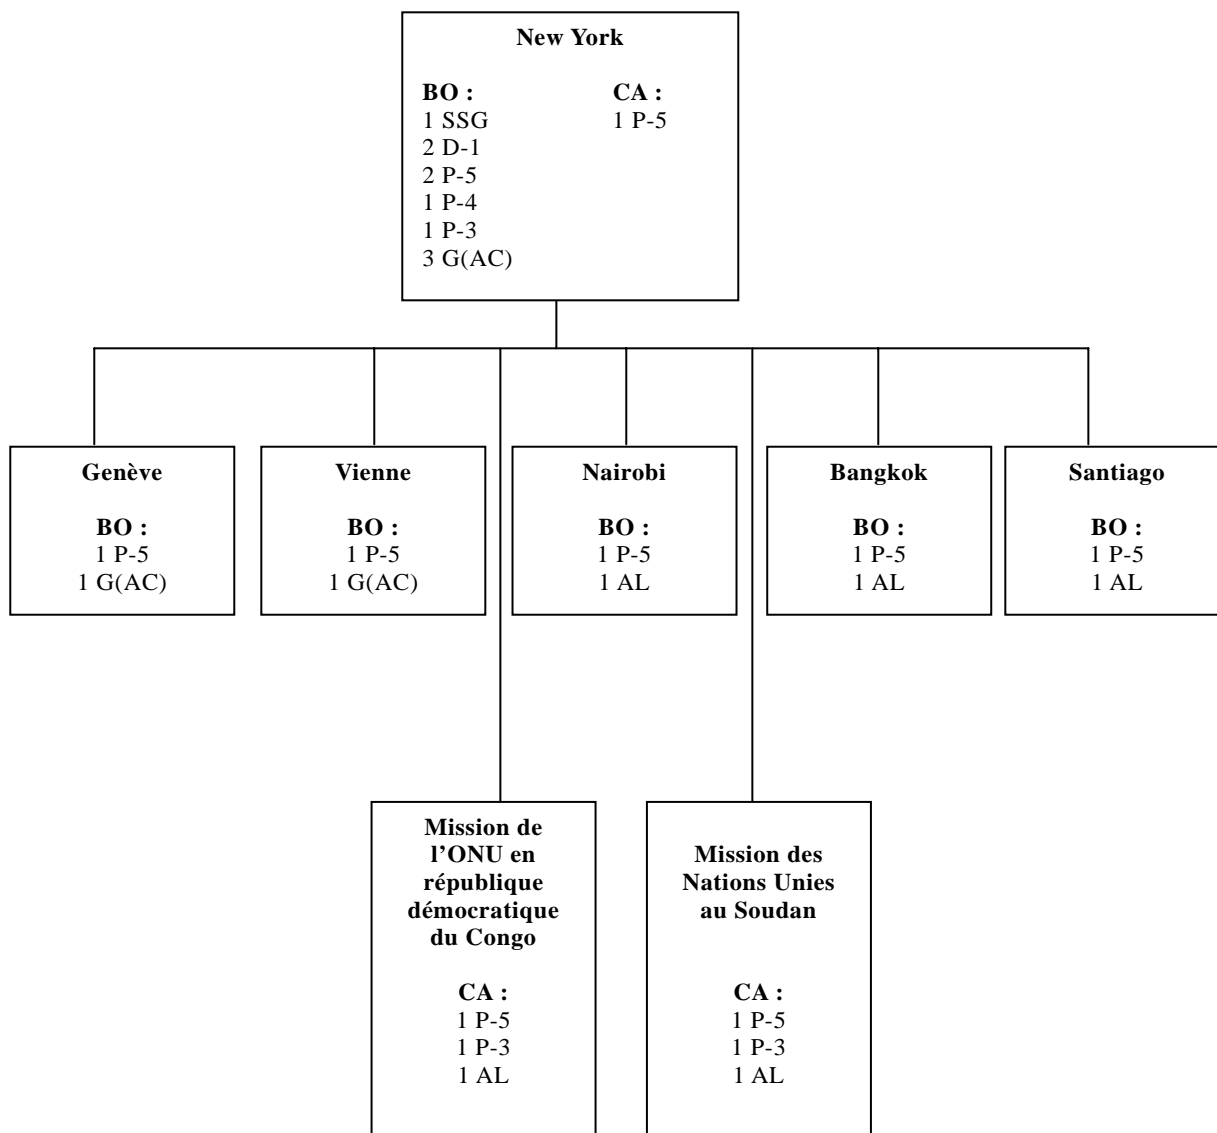 New York
BO :
1 SSG
2 D-1
2 P-5
1 P-4
1 P-3
3 G(AC)
CA :
1 P-5
Genève
BO :
1 P-5
1 G(AC)
Vienne
BO :
1 P-5
1 G(AC)
Nairobi
BO :
1 P-5
1 AL
Bangkok
BO :
1 P-5
1 AL
Santiago
BO :
1 P-5
1 AL
Mission de
l’ONU en
république
démocratique
du Congo
CA :
1 P-5
1 P-3
1 AL
Mission des
Nations Unies
au Soudan
CA :
1 P-5
1 P-3
1 AL